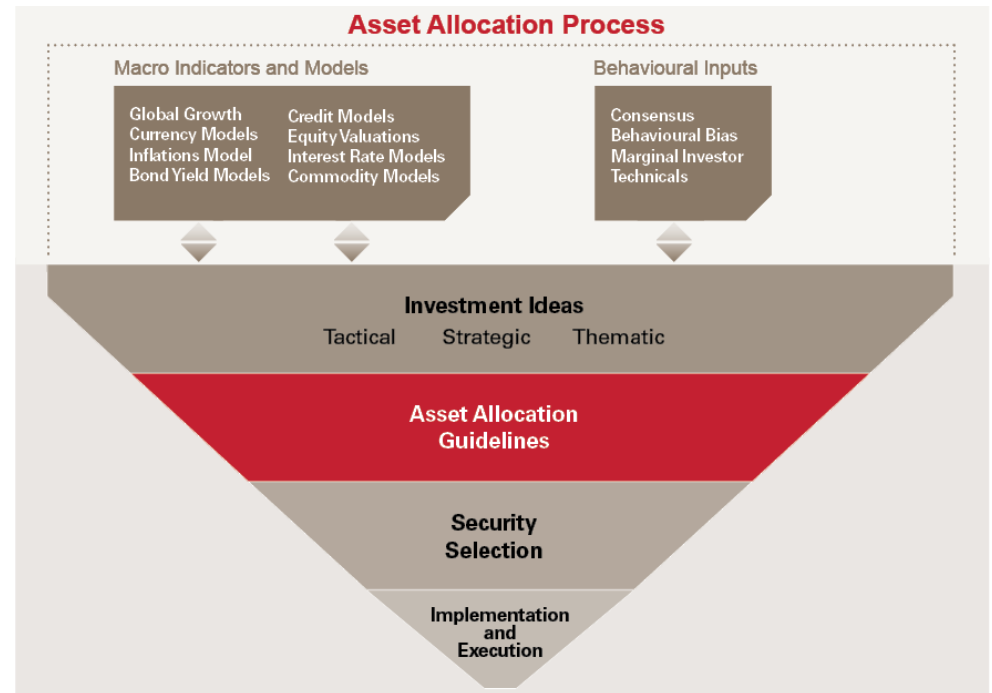 Asset Allocation Process
Macro Indicators and Models
Global Growth
Currency Models
Inflations Model
Bond Yield Models
Credit Models
Equity Valuations
Interest Rate Models
Commodity Models
Behavioural Inputs
Consensus
Behavioural Bias
Marginal Investor
Technicals
Investment Ideas
Tactical Strategic Thematic
Asset Allocation
Guidelines
Security
Selection
Implementation
and
Execution